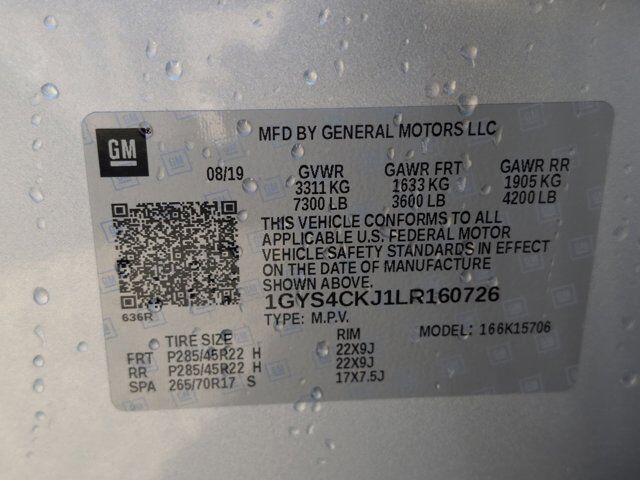 MFD BY GENERAL MOTORS LLC
GM
08/19 GVWR GAWR FRT GAWR RR
3311 KG 1633 KG 1905 KG
7300 LB 3600 LB 4200 LB
THIS VEHICLE CONFORMS TO ALL
APPLICABLE U.S. FEDERAL MOTOR
VEHICLE SAFETY STANDARDS IN EFFECT
ON THE DATE OF MANUFACTURE
SHOWN ABOVE.
1GYS4CKJ1LR160726
636R
TYPE: M.P.V. MODEL: 166K15706
TIRE SIZE RIM
FRT P285/45R22 H 22X9J
RR P285/45R22 H 22X9J
SPA 265/70R17 S 17X7.5J